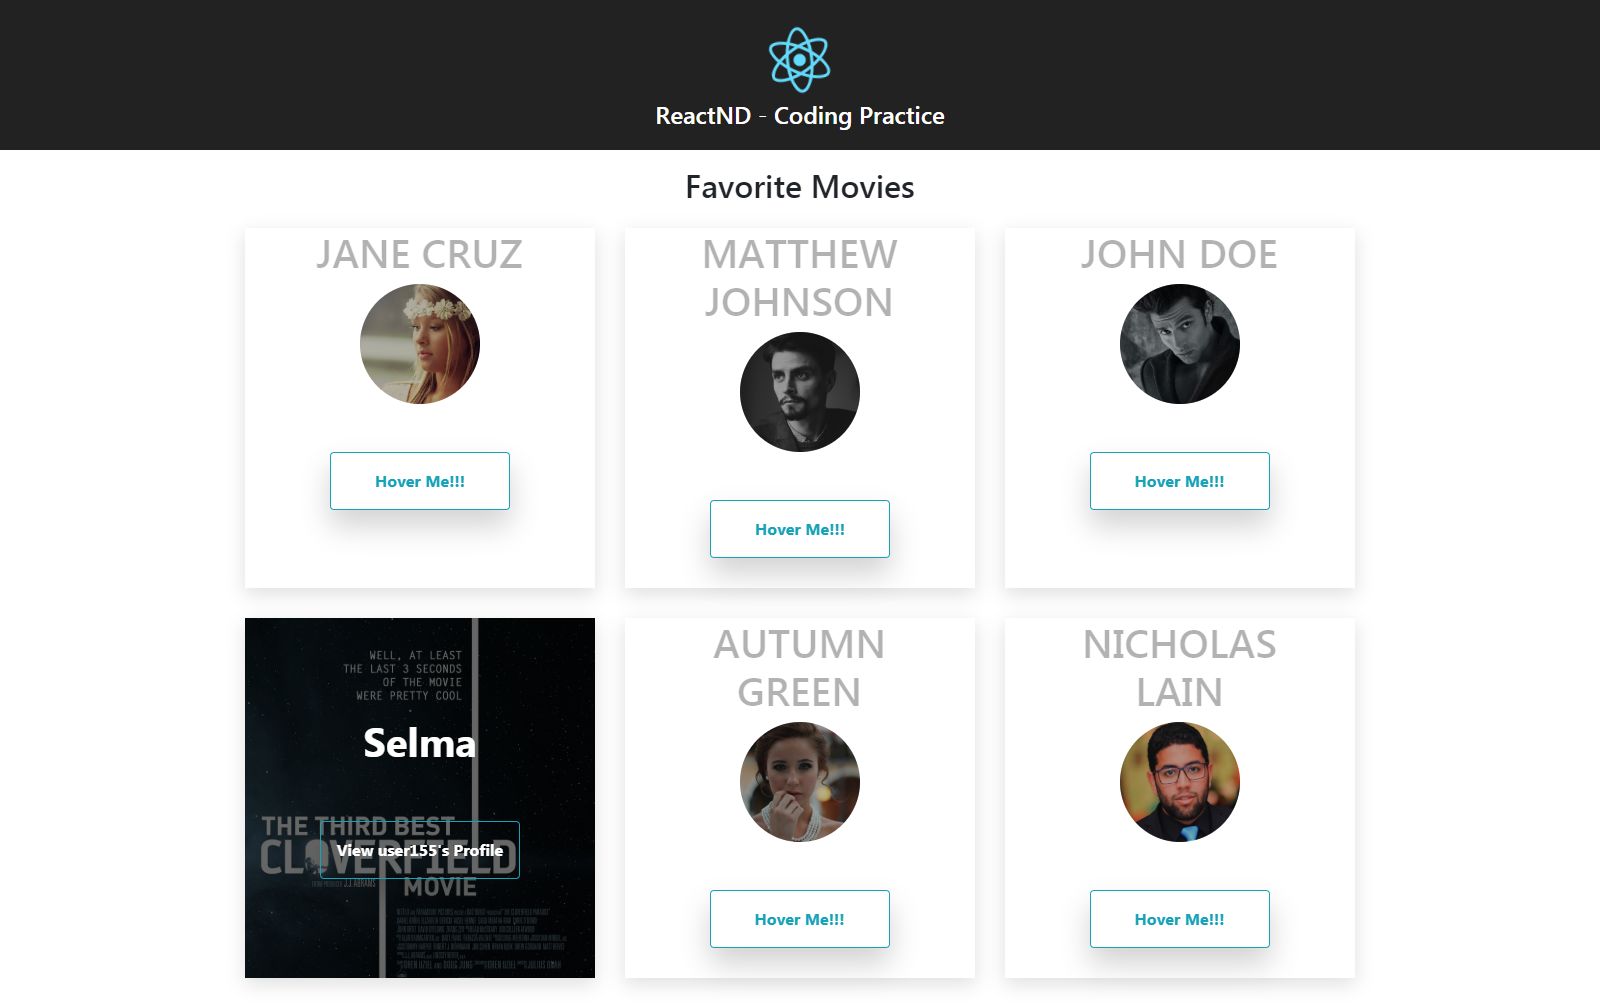 ReactND - Coding Practice
Favorite Movies
JANE CRUZ
Hover Me!!!
MATTHEW
JOHNSON
Hover Me!!!
JOHN DOE
Hover Me!!!
WELL, AT LEAST
THE LAST 3 SECONDS
OF THE MOVIE
WERE PRETTY COOL
Selma
THE THIRD BEST
CLOVERFIELD
View user155's Profile
J.J. ABRAMS
MOVIE
AUTUMN
GREEN
Hover Me!!!
NICHOLAS
LAIN
Hover Me!!!